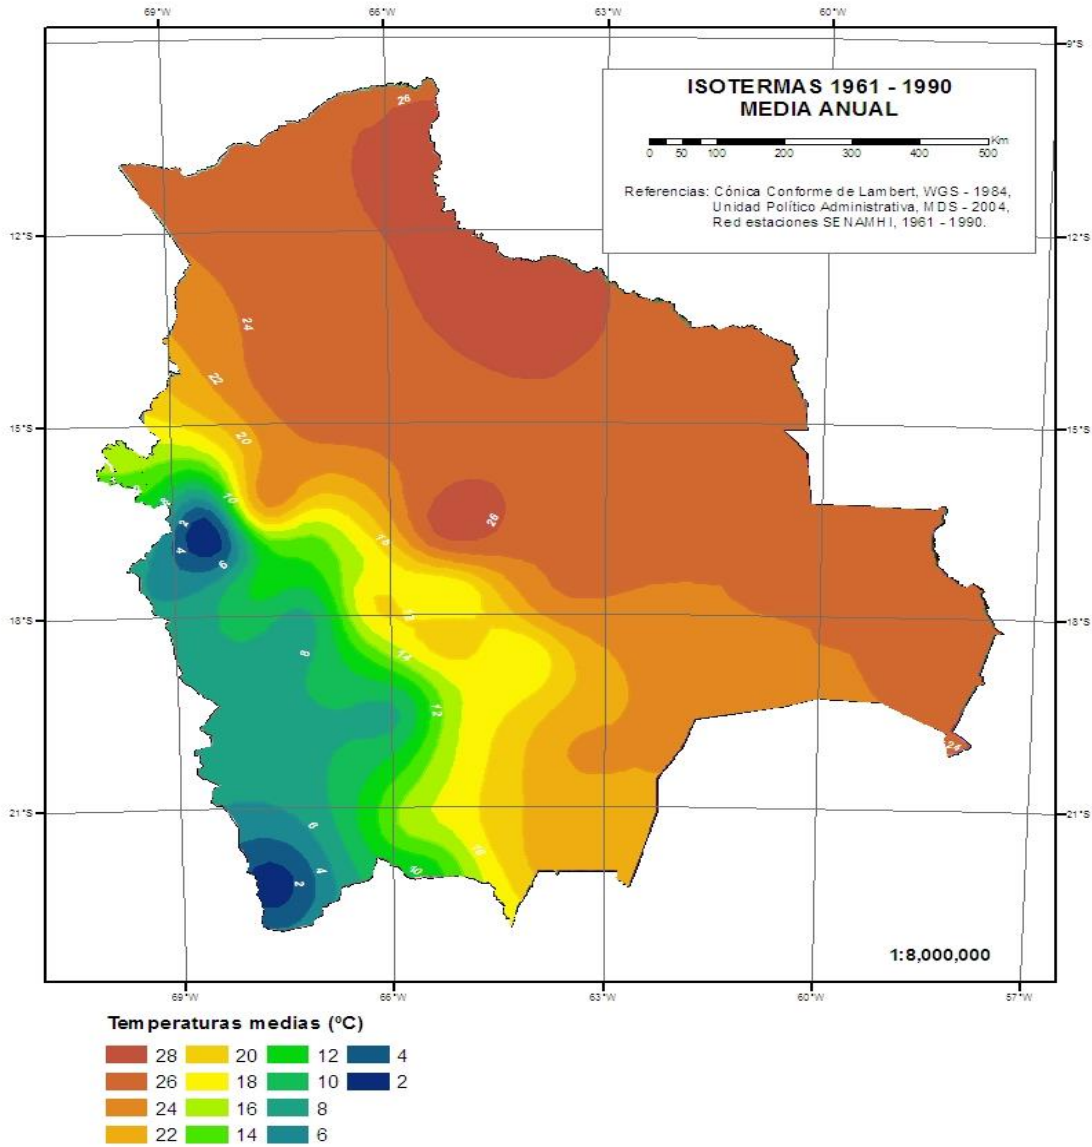 69°W 66°W 63°W 60°W
9°S
9°S
ISOTERMAS 1961 - 1990
MEDIA ANUAL
Km
0 25 50 100 200 300 400 500
Referencias: Cónica Conforme de Lambert, WGS - 1984,
Unidad Político Administrativa, MDS - 2004,
Red estaciones SENAMHI, 1961 - 1990.
26
12°S
12°S
24
22
15°S
15°S
20
10
26
2
18
4
6
18°S
18°S
14
8
12
24
21°S
21°S
6
16
4
10
2
1:8,000,000
69°W 66°W 63°W 60°W 57°W
Temperaturas medias (ºC)
28 20 12 4
26 18 10 2
24 16 8
22 14 6